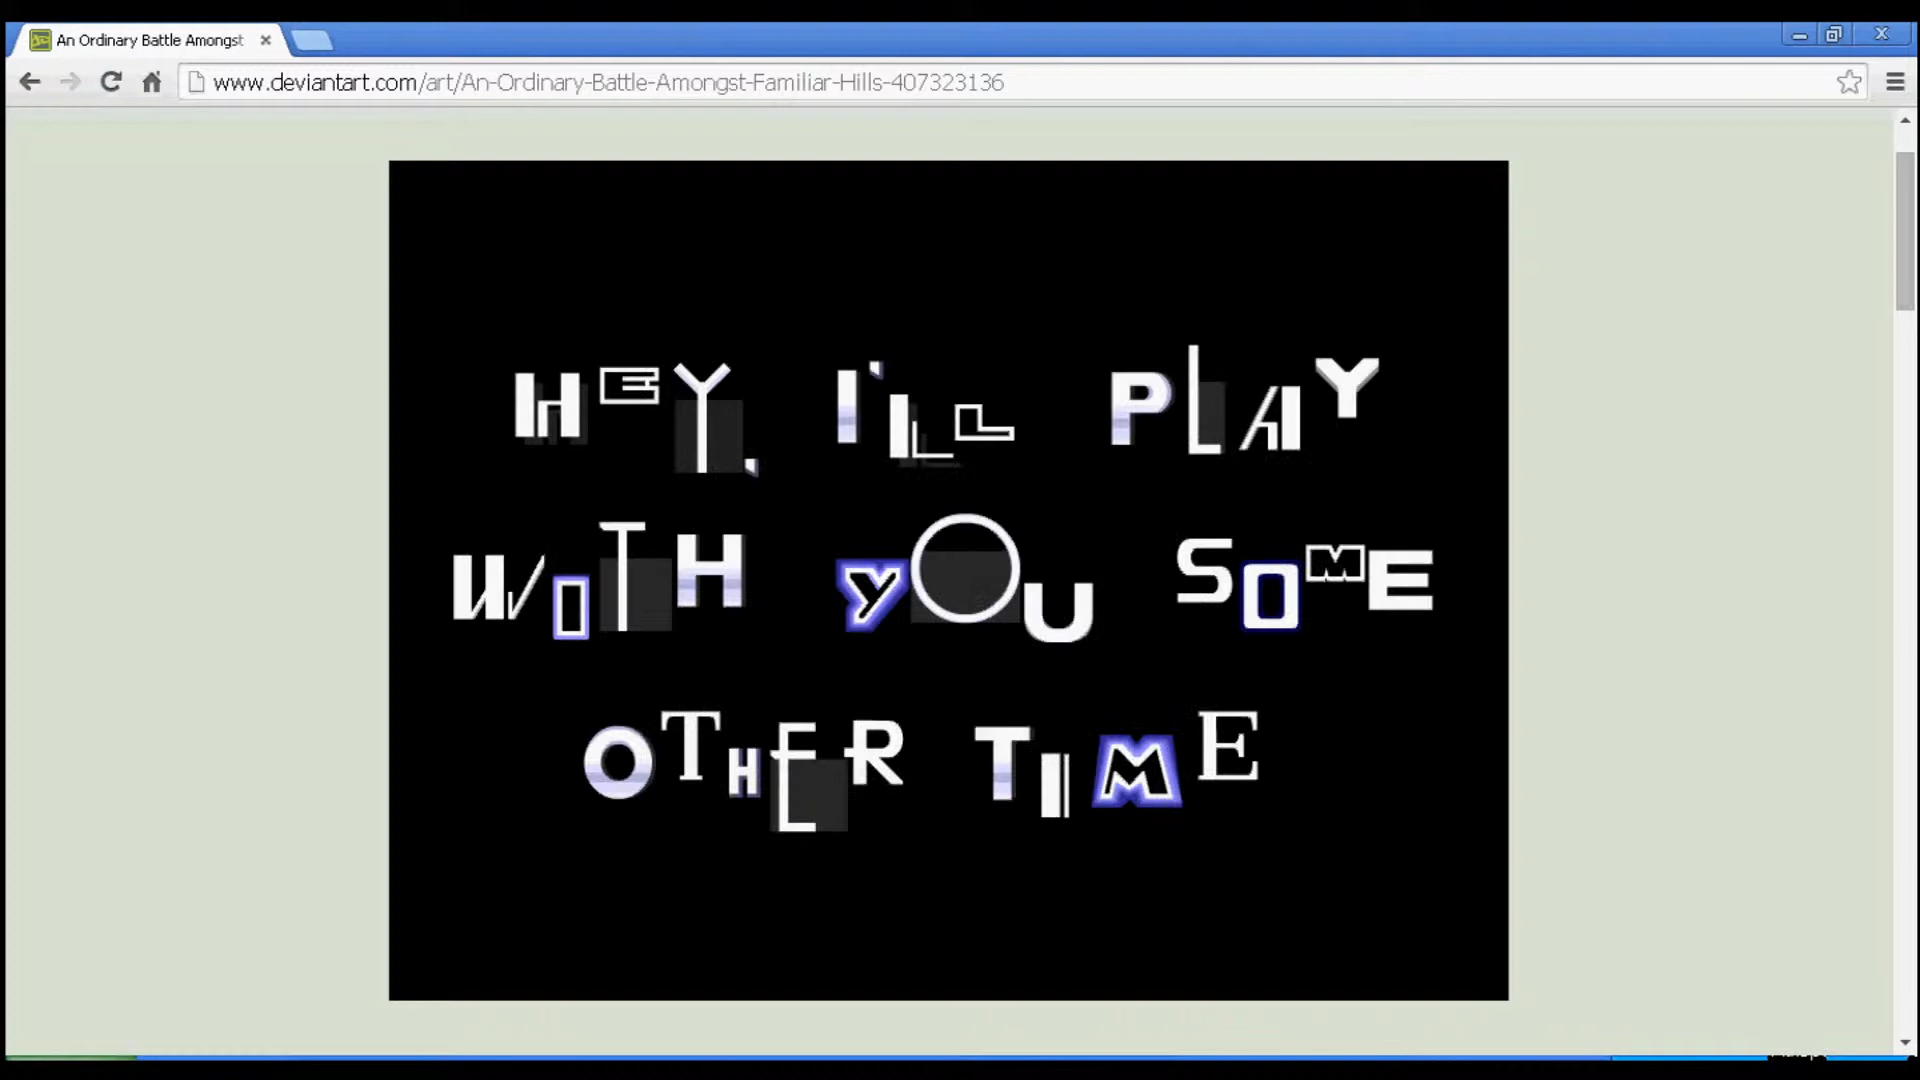 An Ordinary Battle Amongst
www.deviantart.com/art/An-Ordinary-Battle-Amongst-Familiar-Hills-407323136
HEY, I'LL PLAY
WOTH YOU SOME
OTHER TIME